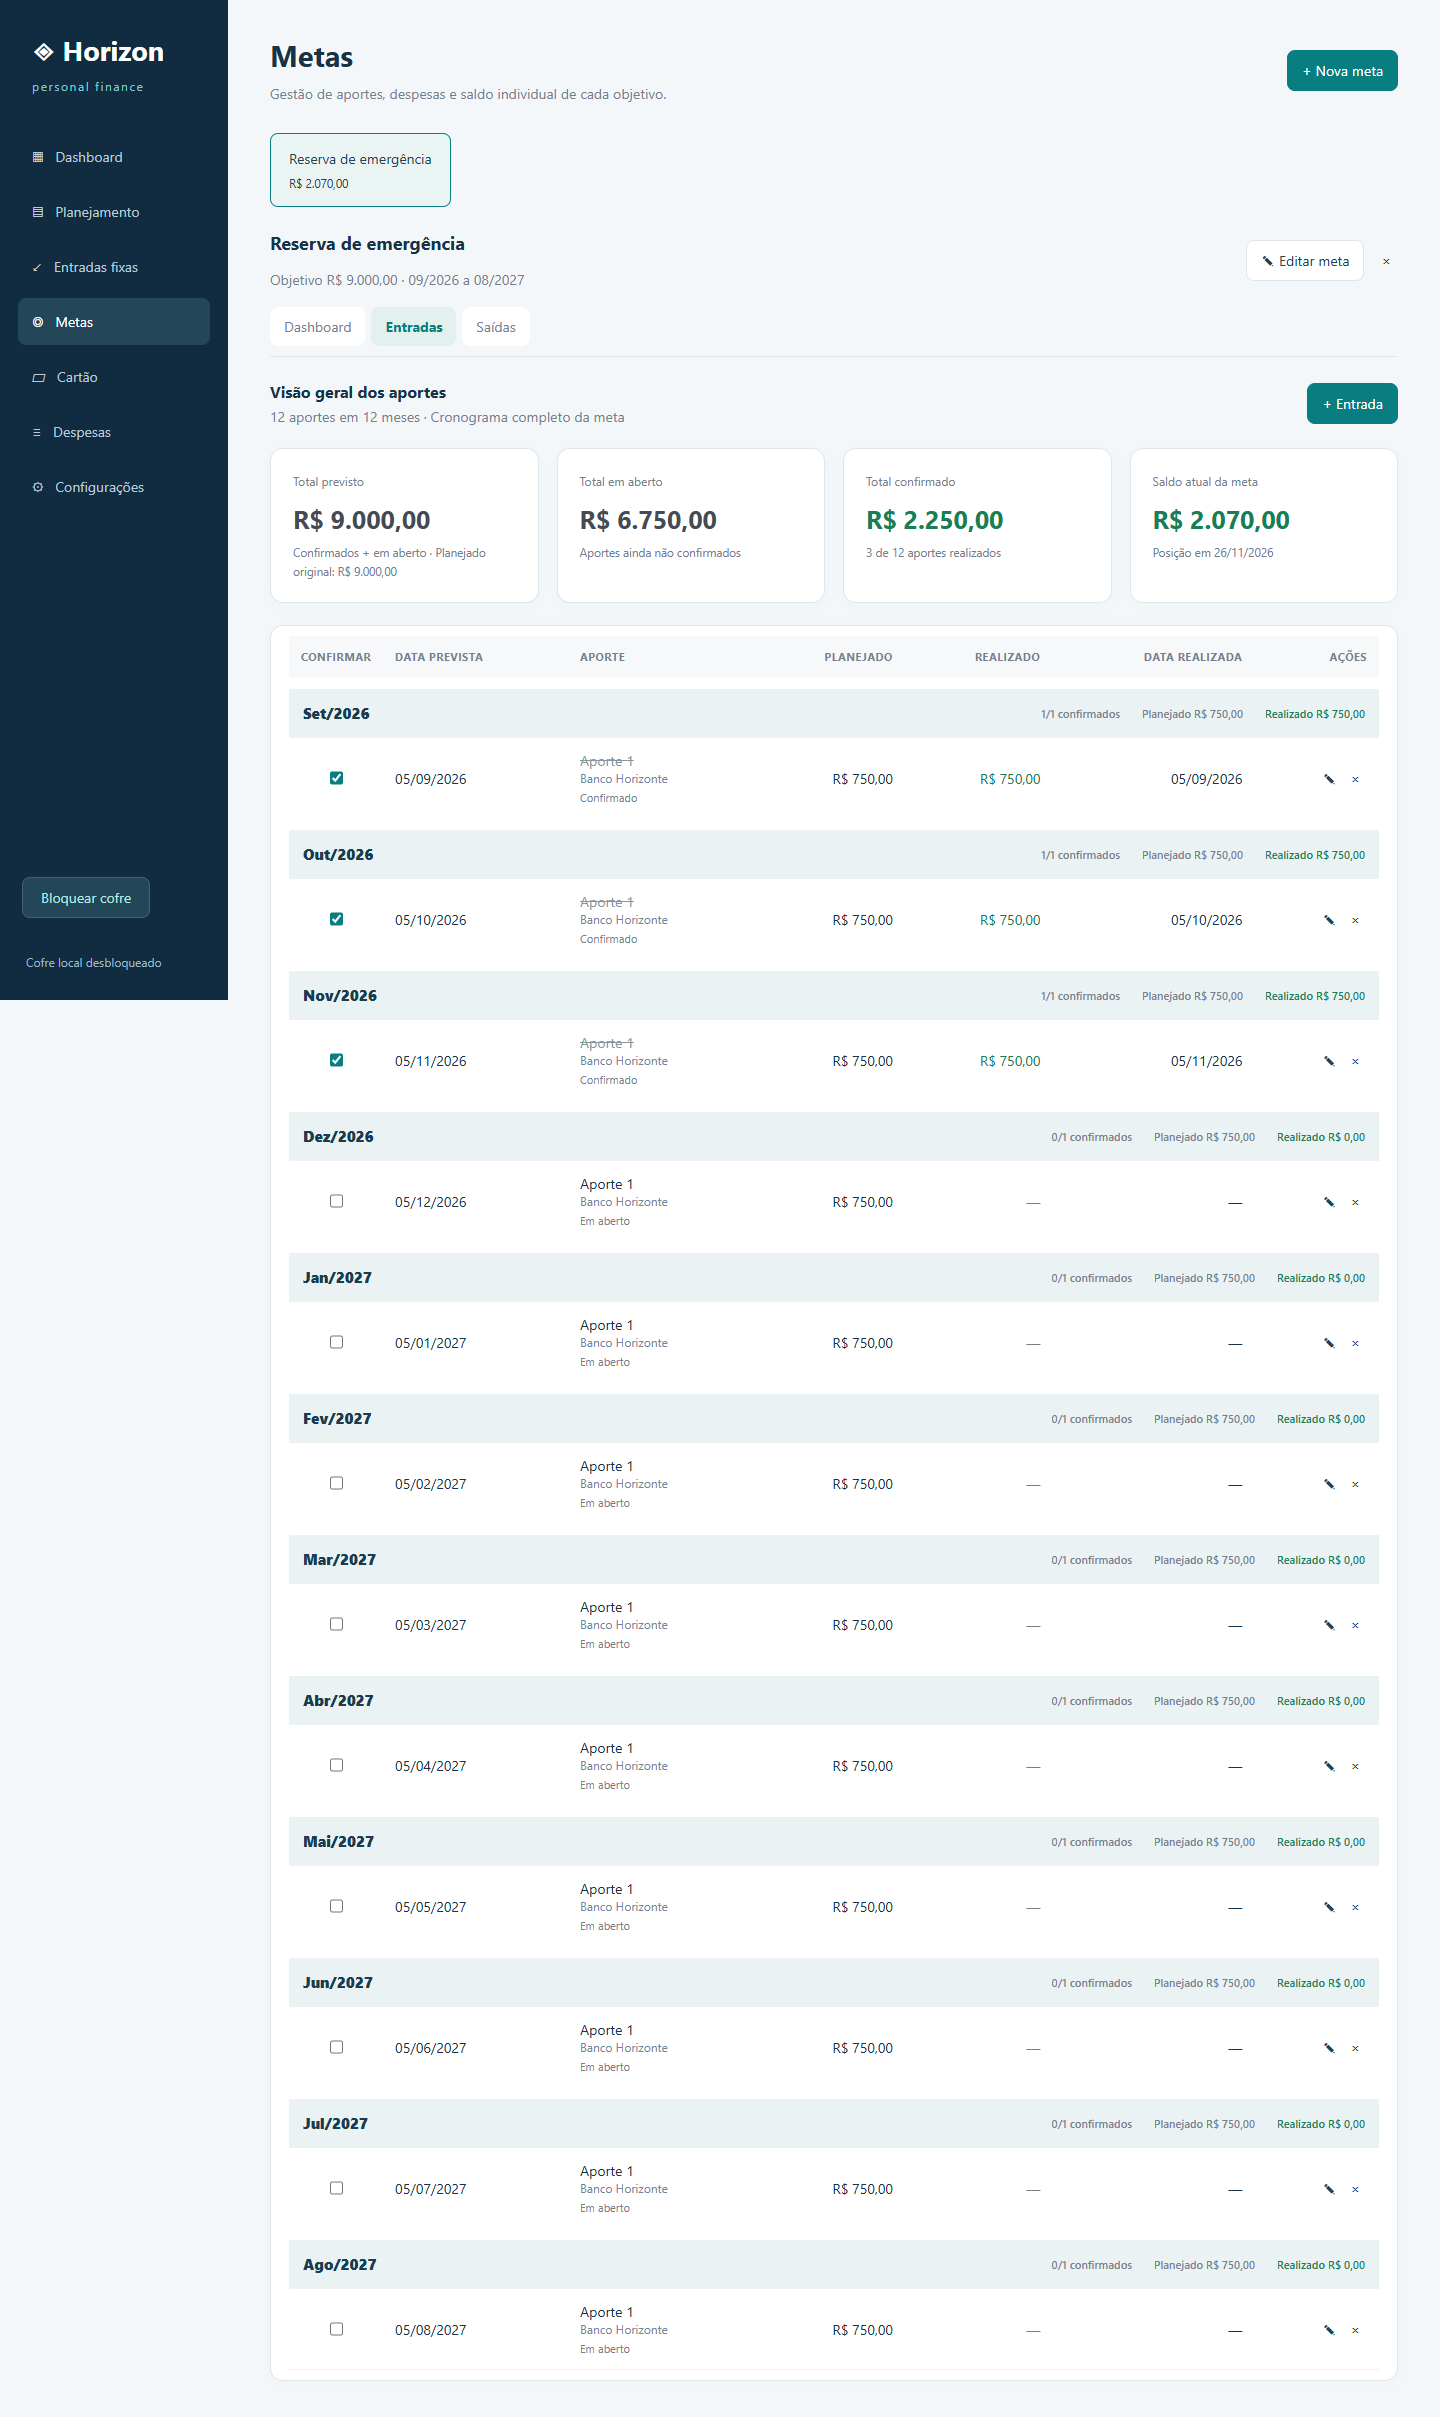 Horizon
personal finance
Dashboard
Planejamento
Entradas fixas
Metas
Cartão
Despesas
Configurações
Bloquear cofre
Cofre local desbloqueado
Metas
Gestão de aportes, despesas e saldo individual de cada objetivo.
+ Nova meta
Reserva de emergência
R$ 2.070,00
Reserva de emergência
Objetivo R$ 9.000,00 · 09/2026 a 08/2027
Editar meta ×
Dashboard Entradas Saídas
Visão geral dos aportes
12 aportes em 12 meses · Cronograma completo da meta
+ Entrada
Total previsto
R$ 9.000,00
Confirmados + em aberto · Planejado
original: R$ 9.000,00
Total em aberto
R$ 6.750,00
Aportes ainda não confirmados
Total confirmado
R$ 2.250,00
3 de 12 aportes realizados
Saldo atual da meta
R$ 2.070,00
Posição em 26/11/2026
CONFIRMAR DATA PREVISTA APORTE PLANEJADO REALIZADO DATA REALIZADA AÇÕES
Set/2026 1/1 confirmados Planejado R$ 750,00 Realizado R$ 750,00
Aporte 1
05/09/2026 Banco Horizonte R$ 750,00 R$ 750,00 05/09/2026 ×
Confirmado
Out/2026 1/1 confirmados Planejado R$ 750,00 Realizado R$ 750,00
Aporte 1
05/10/2026 Banco Horizonte R$ 750,00 R$ 750,00 05/10/2026 ×
Confirmado
Nov/2026 1/1 confirmados Planejado R$ 750,00 Realizado R$ 750,00
Aporte 1
05/11/2026 Banco Horizonte R$ 750,00 R$ 750,00 05/11/2026 ×
Confirmado
Dez/2026 0/1 confirmados Planejado R$ 750,00 Realizado R$ 0,00
Aporte 1
05/12/2026 Banco Horizonte R$ 750,00 — — ×
Em aberto
Jan/2027 0/1 confirmados Planejado R$ 750,00 Realizado R$ 0,00
Aporte 1
05/01/2027 Banco Horizonte R$ 750,00 — — ×
Em aberto
Fev/2027 0/1 confirmados Planejado R$ 750,00 Realizado R$ 0,00
Aporte 1
05/02/2027 Banco Horizonte R$ 750,00 — — ×
Em aberto
Mar/2027 0/1 confirmados Planejado R$ 750,00 Realizado R$ 0,00
Aporte 1
05/03/2027 Banco Horizonte R$ 750,00 — — ×
Em aberto
Abr/2027 0/1 confirmados Planejado R$ 750,00 Realizado R$ 0,00
Aporte 1
05/04/2027 Banco Horizonte R$ 750,00 — — ×
Em aberto
Mai/2027 0/1 confirmados Planejado R$ 750,00 Realizado R$ 0,00
Aporte 1
05/05/2027 Banco Horizonte R$ 750,00 — — ×
Em aberto
Jun/2027 0/1 confirmados Planejado R$ 750,00 Realizado R$ 0,00
Aporte 1
05/06/2027 Banco Horizonte R$ 750,00 — — ×
Em aberto
Jul/2027 0/1 confirmados Planejado R$ 750,00 Realizado R$ 0,00
Aporte 1
05/07/2027 Banco Horizonte R$ 750,00 — — ×
Em aberto
Ago/2027 0/1 confirmados Planejado R$ 750,00 Realizado R$ 0,00
Aporte 1
05/08/2027 Banco Horizonte R$ 750,00 — — ×
Em aberto